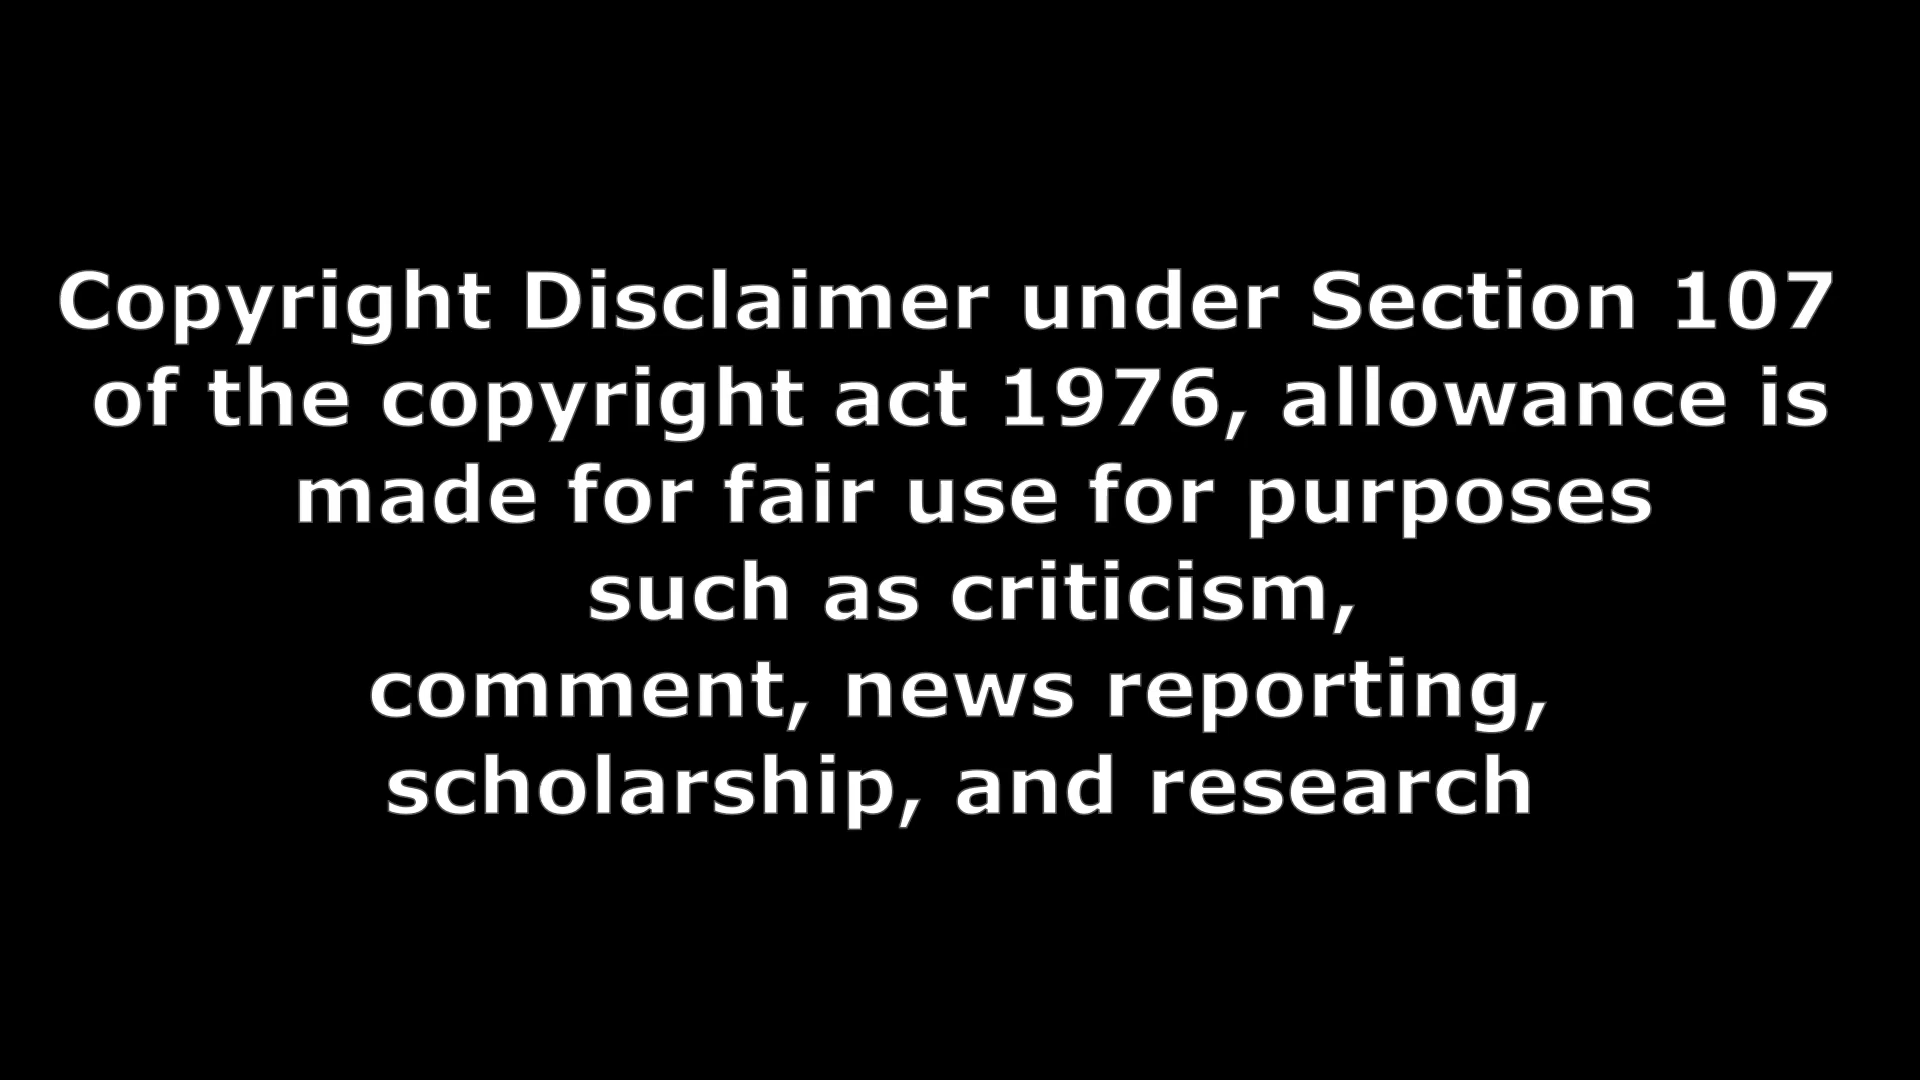 Copyright Disclaimer under Section 107
of the copyright act 1976, allowance is
made for fair use for purposes
such as criticism,
comment, news reporting,
scholarship, and research